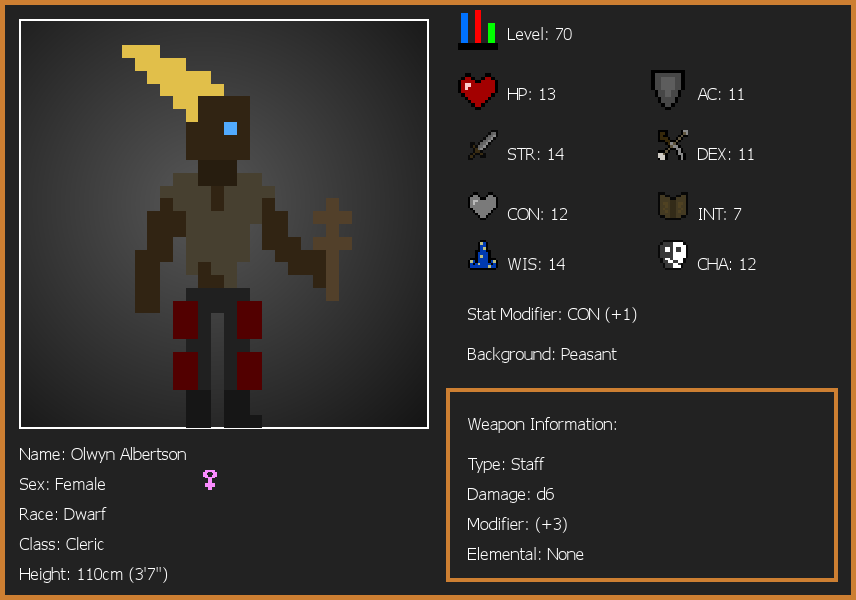 Level: 70
HP: 13
AC: 11
STR: 14
DEX: 11
CON: 12
INT: 7
WIS: 14
CHA: 12
Stat Modifier: CON (+1)
Background: Peasant
Weapon Information:
Type: Staff
Damage: d6
Modifier: (+3)
Elemental: None
Name: Olwyn Albertson
Sex: Female
Race: Dwarf
Class: Cleric
Height: 110cm (3'7")